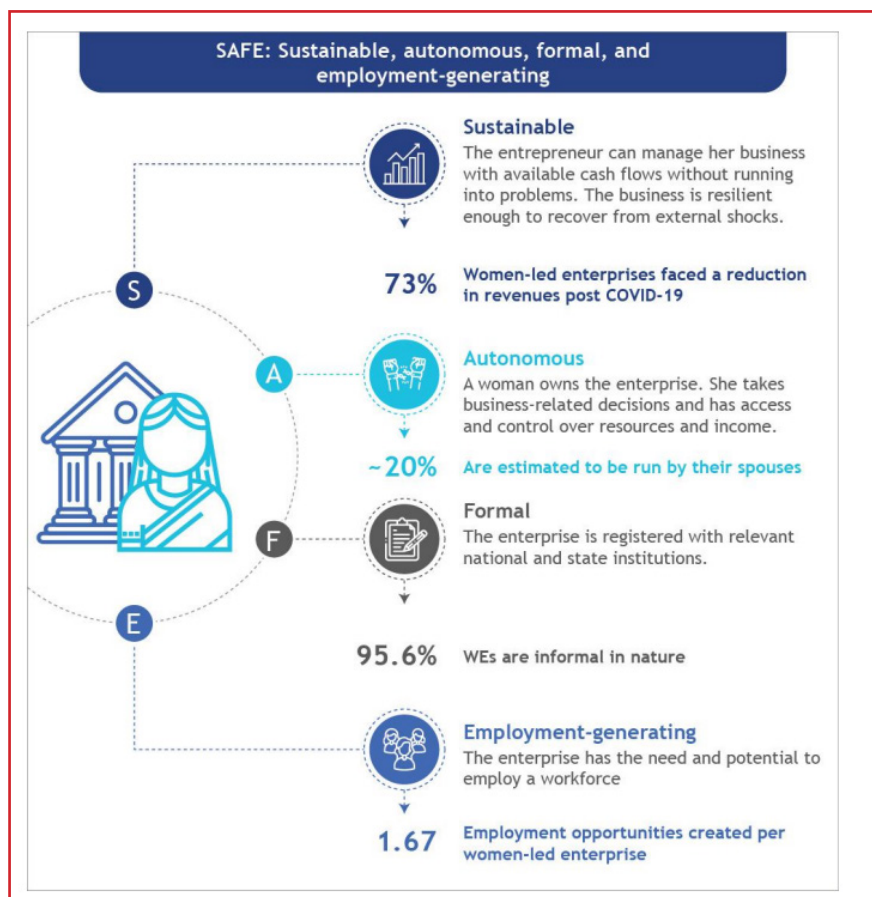 SAFE: Sustainable, autonomous, formal, and
employment-generating
Sustainable
The entrepreneur can manage her business
with available cash flows without running
into problems. The business is resilient
enough to recover from external shocks.
S
73%
Women-led enterprises faced a reduction
in revenues post COVID-19
A
Autonomous
A woman owns the enterprise. She takes
business-related decisions and has access
and control over resources and income.
~20%
Are estimated to be run by their spouses
F
Formal
The enterprise is registered with relevant
national and state institutions.
E
95.6%
WEs are informal in nature
Employment-generating
The enterprise has the need and potential to
employ a workforce
1.67
Employment opportunities created per
women-led enterprise